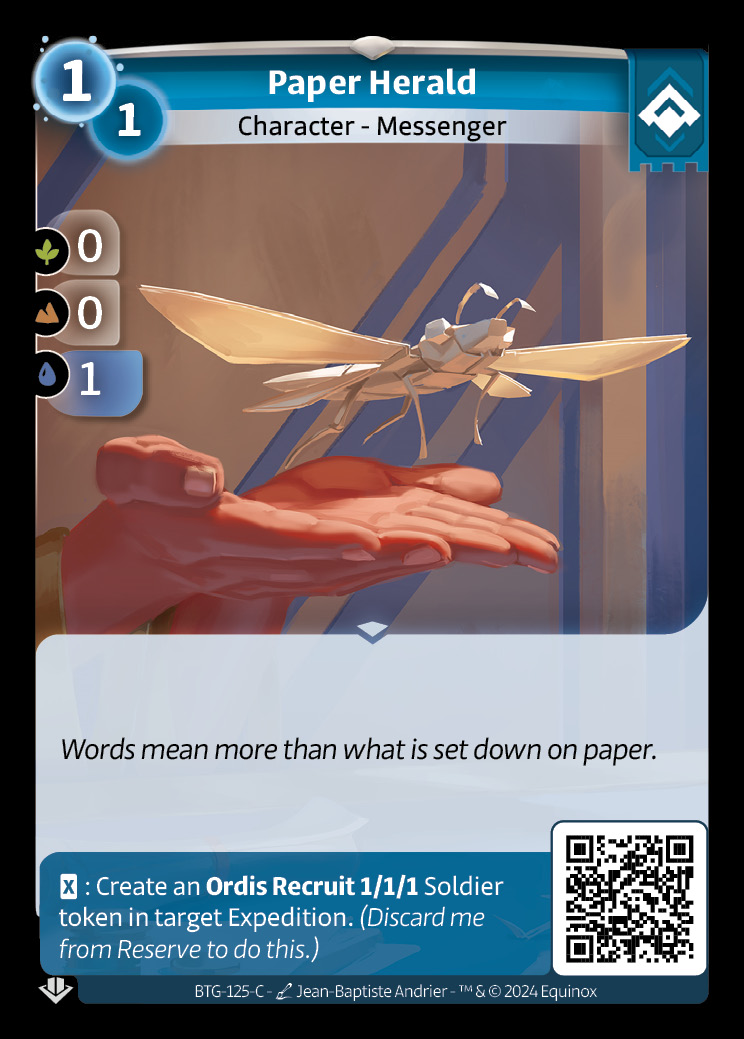 1
Paper Herald
1
Character - Messenger
0
0
1
Words mean more than what is set down on paper.
X : Create an Ordis Recruit 1/1/1 Soldier
token in target Expedition. (Discard me
from Reserve to do this.)
BTG-125-C - Jean-Baptiste Andrier - ™ & © 2024 Equinox